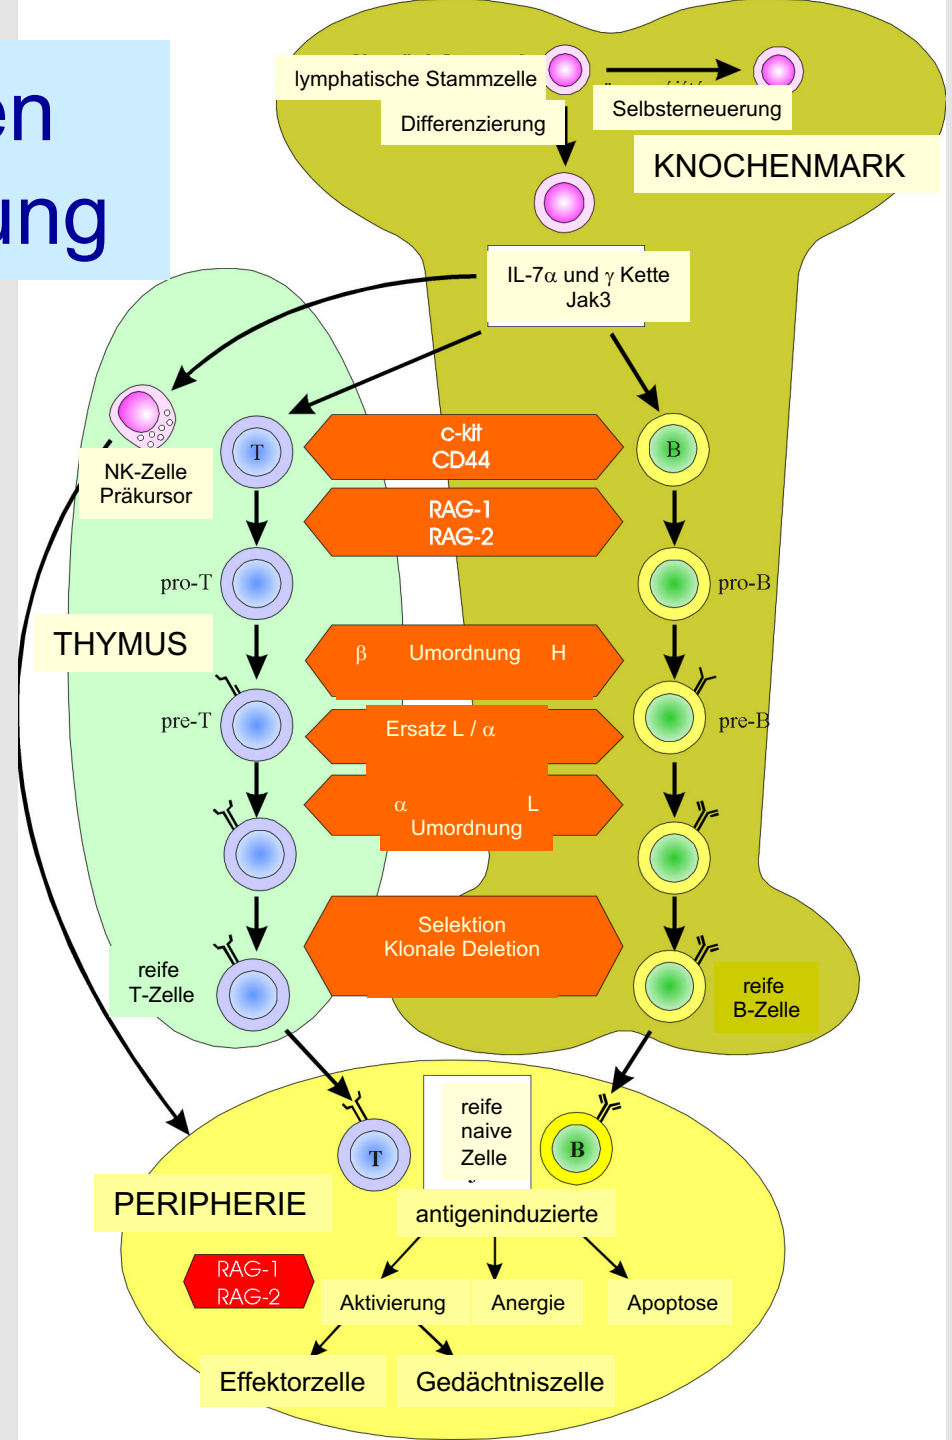 en
ung
lymphatische Stammzelle
Selbsterneuerung
Differenzierung
KNOCHENMARK
IL-7α und γ Kette
Jak3
NK-Zelle
Präkursor
T
c-kit
CD44
B
RAG-1
RAG-2
pro-T
pro-B
THYMUS
β Umordnung H
pre-T
Ersatz L / α
pre-B
α L
Umordnung
Selektion
Klonale Deletion
reife
T-Zelle
reife
B-Zelle
reife
naive
Zelle
T
B
PERIPHERIE
antigeninduzierte
RAG-1
RAG-2
Aktivierung
Anergie
Apoptose
Effektorzelle
Gedächtniszelle